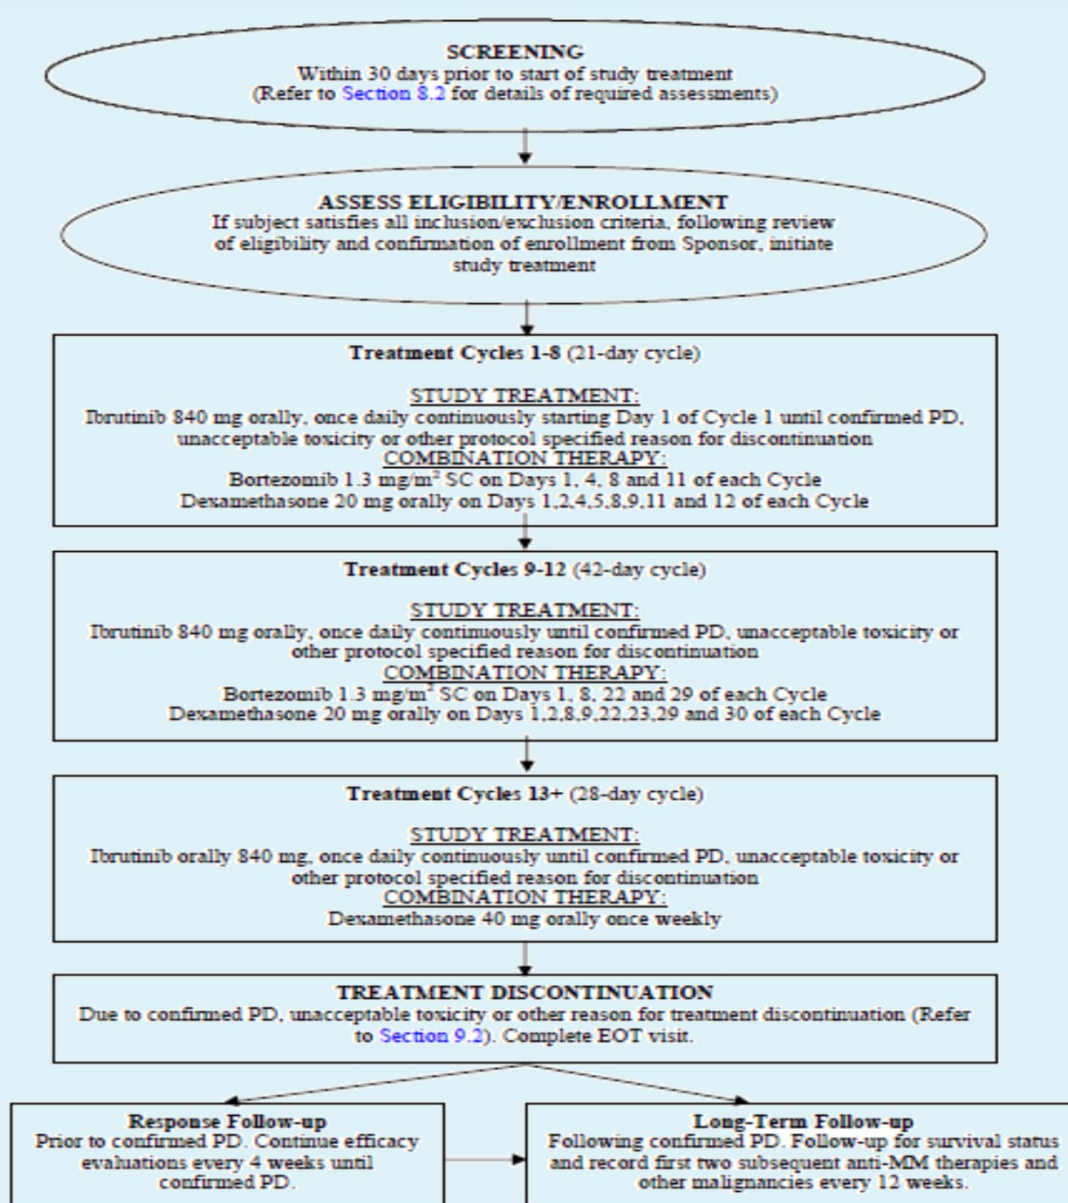 SCREENING
Within 30 days prior to start of study treatment
(Refer to Section 8.2 for details of required assessments)
ASSESS ELIGIBILITY/ENROLLMENT
If subject satisfies all inclusion/exclusion criteria, following review
of eligibility and confirmation of enrollment from Sponsor, initiate
study treatment
Treatment Cycles 1-8 (21-day cycle)
STUDY TREATMENT:
Ibrutinib 840 mg orally, once daily continuously starting Day 1 of Cycle 1 until confirmed PD,
unacceptable toxicity or other protocol specified reason for discontinuation
COMBINATION THERAPY:
Bortezomib 1.3 mg/m² SC on Days 1, 4, 8 and 11 of each Cycle
Dexamethasone 20 mg orally on Days 1,2,4,5,8,9,11 and 12 of each Cycle
Treatment Cycles 9-12 (42-day cycle)
STUDY TREATMENT:
Ibrutinib 840 mg orally, once daily continuously until confirmed PD, unacceptable toxicity or
other protocol specified reason for discontinuation
COMBINATION THERAPY:
Bortezomib 1.3 mg/m² SC on Days 1, 8, 22 and 29 of each Cycle
Dexamethasone 20 mg orally on Days 1,2,8,9,22,23,29 and 30 of each Cycle
Treatment Cycles 13+ (28-day cycle)
STUDY TREATMENT:
Ibrutinib orally 840 mg, once daily continuously until confirmed PD, unacceptable toxicity or
other protocol specified reason for discontinuation
COMBINATION THERAPY:
Dexamethasone 40 mg orally once weekly
TREATMENT DISCONTINUATION
Due to confirmed PD, unacceptable toxicity or other reason for treatment discontinuation (Refer
to Section 9.2). Complete EOT visit.
Response Follow-up
Prior to confirmed PD. Continue efficacy
evaluations every 4 weeks until
confirmed PD.
Long-Term Follow-up
Following confirmed PD. Follow-up for survival status
and record first two subsequent anti-MM therapies and
other malignancies every 12 weeks.